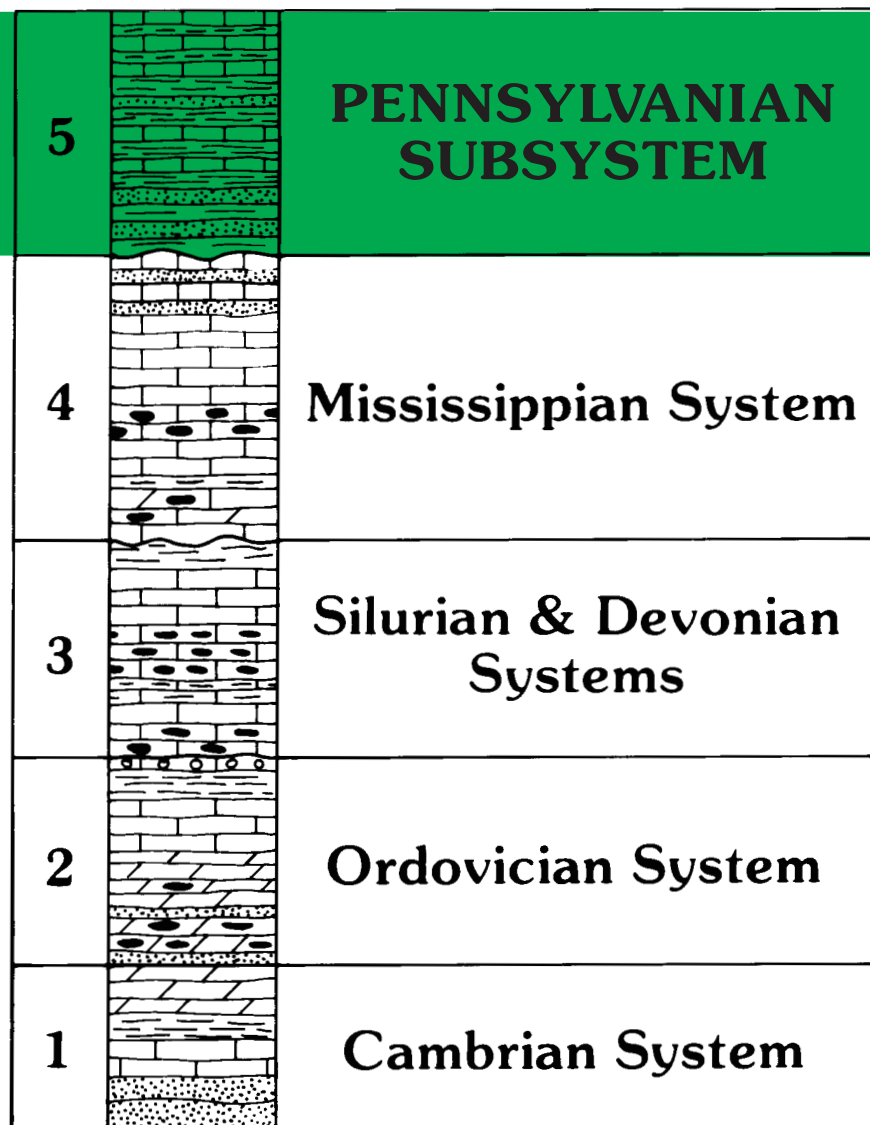 5
PENNSYLVANIAN
SUBSYSTEM
4
Mississippian System
3
Silurian & Devonian
Systems
2
Ordovician System
1
Cambrian System